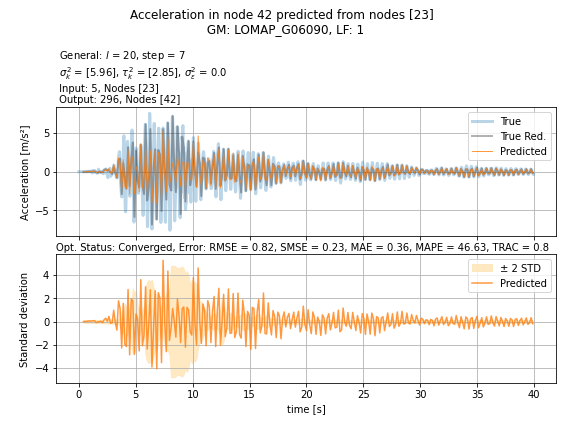 Acceleration in node 42 predicted from nodes [23]
GM: LOMAP_G06090, LF: 1
General: l = 20, step = 7
σ²ₖ = [5.96], τ²ₖ = [2.85], σ²ε = 0.0
Input: 5, Nodes [23]
Output: 296, Nodes [42]
Acceleration [m/s²]
5
0
−5
True
True Red.
Predicted
Opt. Status: Converged, Error: RMSE = 0.82, SMSE = 0.23, MAE = 0.36, MAPE = 46.63, TRAC = 0.8
Standard deviation
4
2
0
−2
−4
± 2 STD
Predicted
0 5 10 15 20 25 30 35 40
time [s]